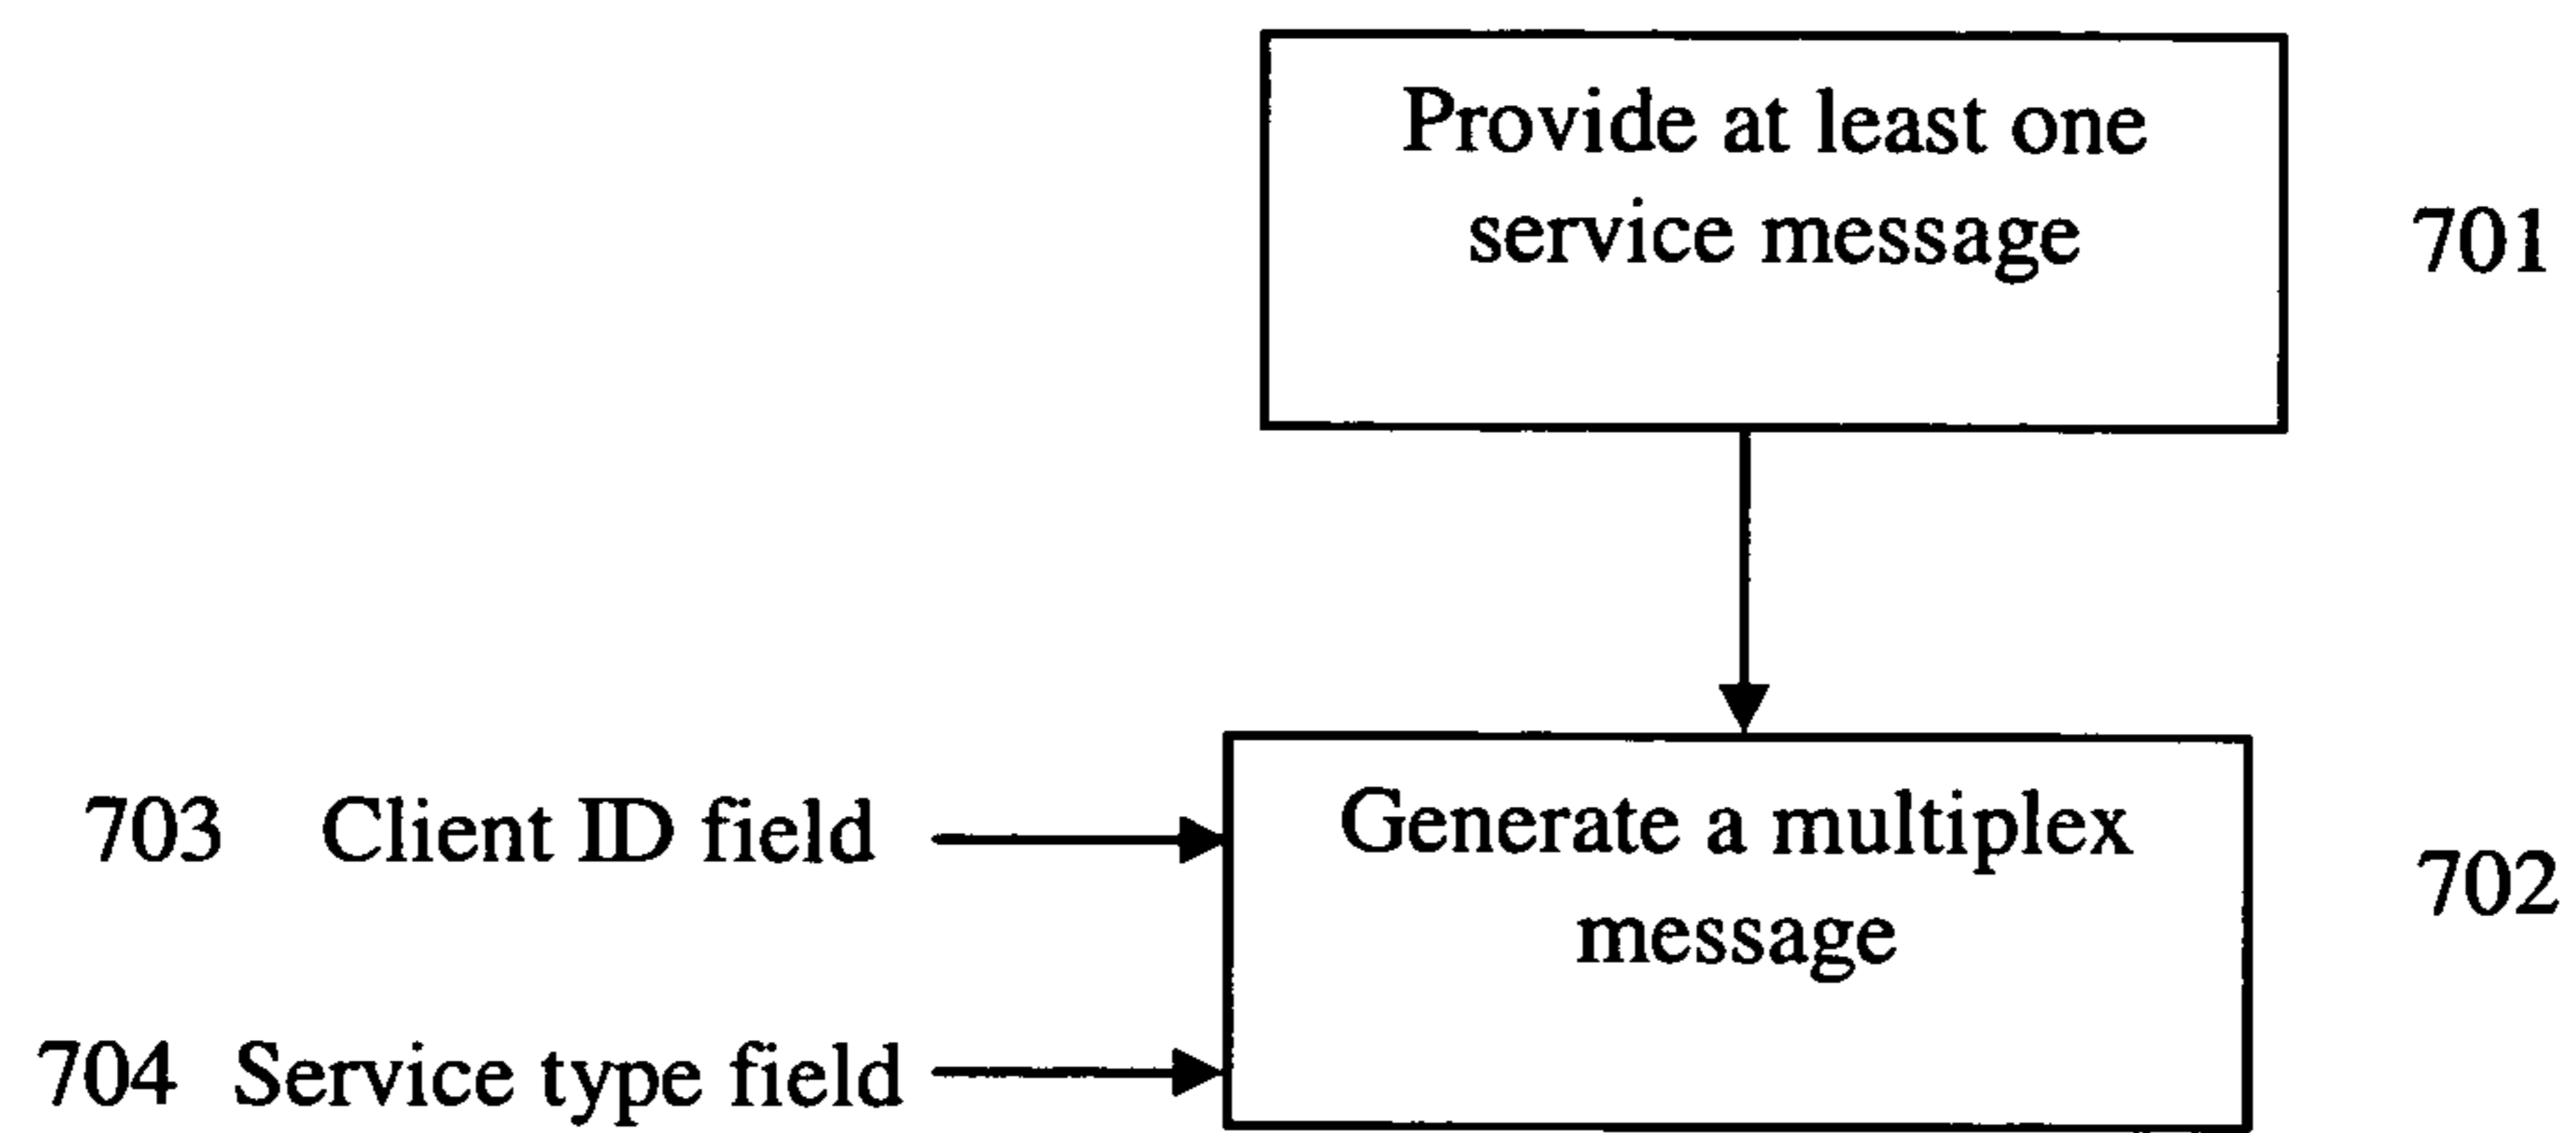 Provide at least one
service message
701
703 Client ID field
Generate a multiplex
message
702
704 Service type field